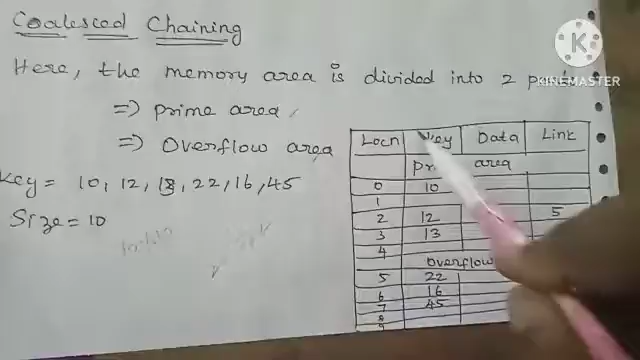 Coalesced Chaining
Here, the memory area is divided into 2
=> prime area
=> Overflow area
Key = 10, 12, 13, 22, 16, 45
Size = 10
Locn Key Data Link
area
0 10
1
2 12 5
3 13
4
Overflow
5 22
6 16
7 45
8
9
K
KINEMASTER